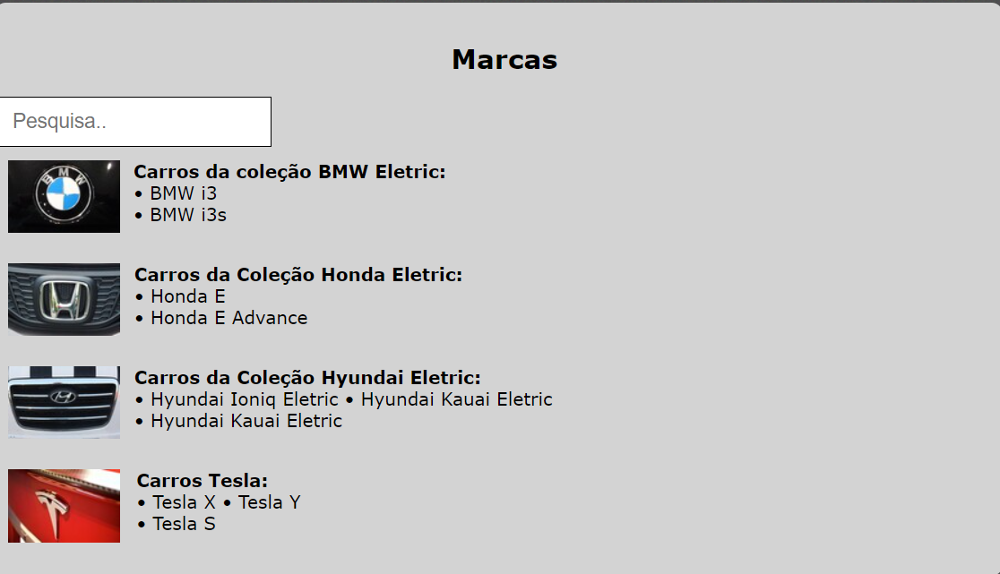 Marcas
Pesquisa..
BMW
Carros da coleção BMW Eletric:
• BMW i3
• BMW i3s
Carros da Coleção Honda Eletric:
• Honda E
• Honda E Advance
Carros da Coleção Hyundai Eletric:
• Hyundai Ioniq Eletric • Hyundai Kauai Eletric
• Hyundai Kauai Eletric
Carros Tesla:
• Tesla X • Tesla Y
• Tesla S